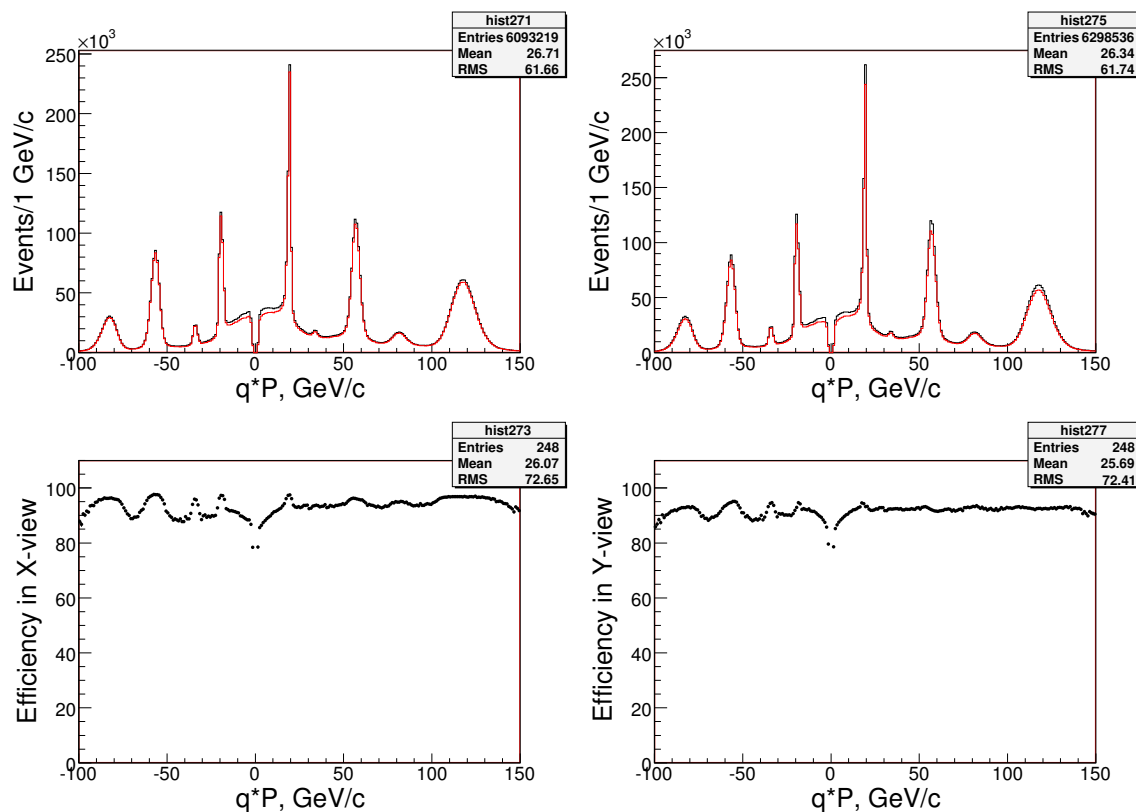 hist271
Entries 6093219
Mean 26.71
RMS 61.66
×10³
250
200
150
100
50
0
Events/1 GeV/c
-100 -50 0 50 100 150
q*P, GeV/c
hist275
Entries 6298536
Mean 26.34
RMS 61.74
×10³
250
200
150
100
50
0
Events/1 GeV/c
-100 -50 0 50 100 150
q*P, GeV/c
hist273
Entries 248
Mean 26.07
RMS 72.65
100
80
60
40
20
0
Efficiency in X-view
-100 -50 0 50 100 150
q*P, GeV/c
hist277
Entries 248
Mean 25.69
RMS 72.41
100
80
60
40
20
0
Efficiency in Y-view
-100 -50 0 50 100 150
q*P, GeV/c